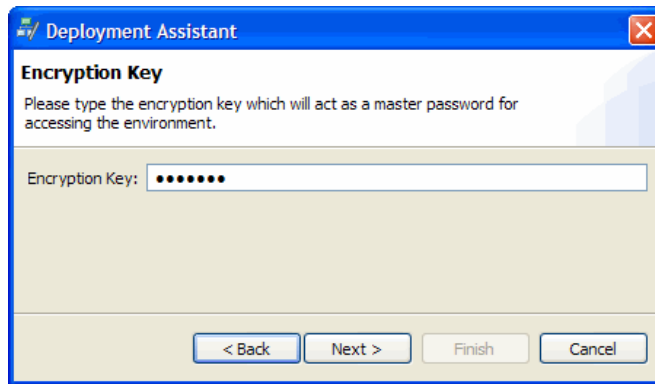 Deployment Assistant
Encryption Key
Please type the encryption key which will act as a master password for
accessing the environment.
Encryption Key: •••••••
< Back Next > Finish Cancel